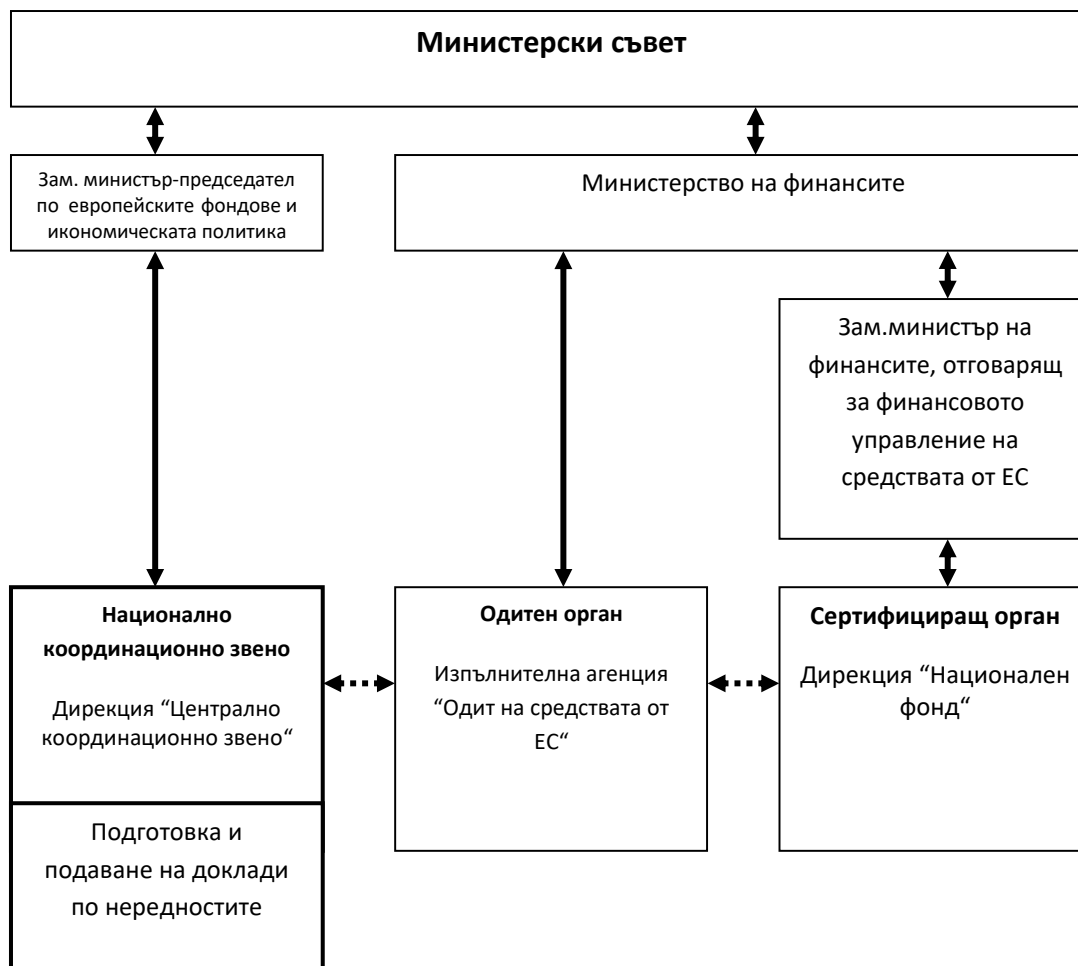 Министерски съвет
Зам. министър-председател
по европейските фондове и
икономическата политика
Министерство на финансите
Зам.министър на
финансите, отговарящ
за финансовото
управление на
средствата от ЕС
Национално
координационно звено
Дирекция “Централно
координационно звено“
Одитен орган
Изпълнителна агенция
“Одит на средствата от
ЕС“
Сертифициращ орган
Дирекция “Национален
фонд“
Подготовка и
подаване на доклади
по нередностите